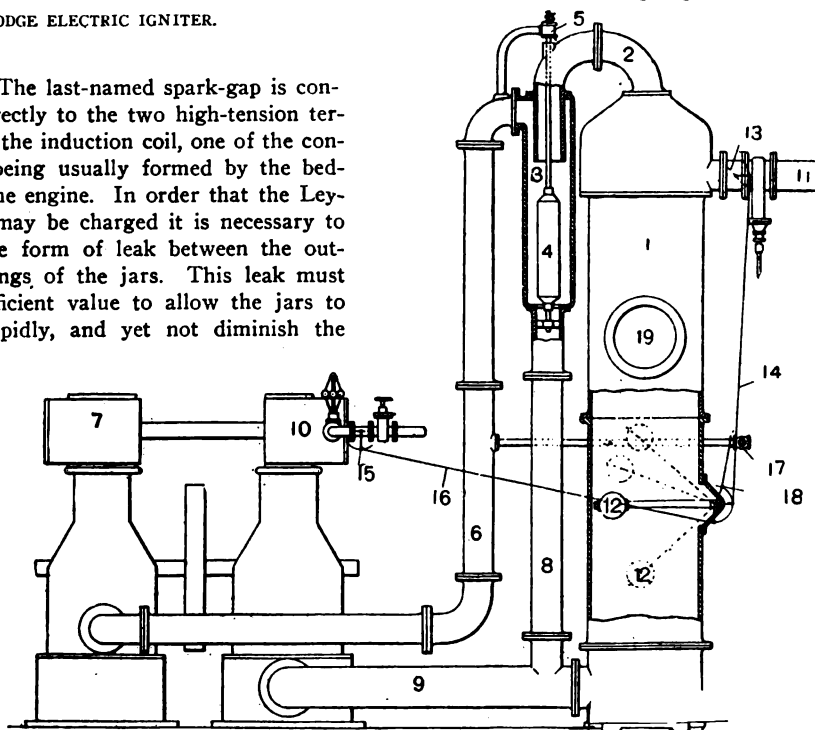 ODGE ELECTRIC IGNITER.
The last-named spark-gap is con-
rectly to the two high-tension ter-
the induction coil, one of the con-
being usually formed by the bed-
ne engine. In order that the Ley-
may be charged it is necessary to
e form of leak between the out-
ngs of the jars. This leak must
ficient value to allow the jars to
pidly, and yet not diminish the
5
2
13
11
3
1
4
19
14
7
10
15
16
17
18
12
6
8
12
9